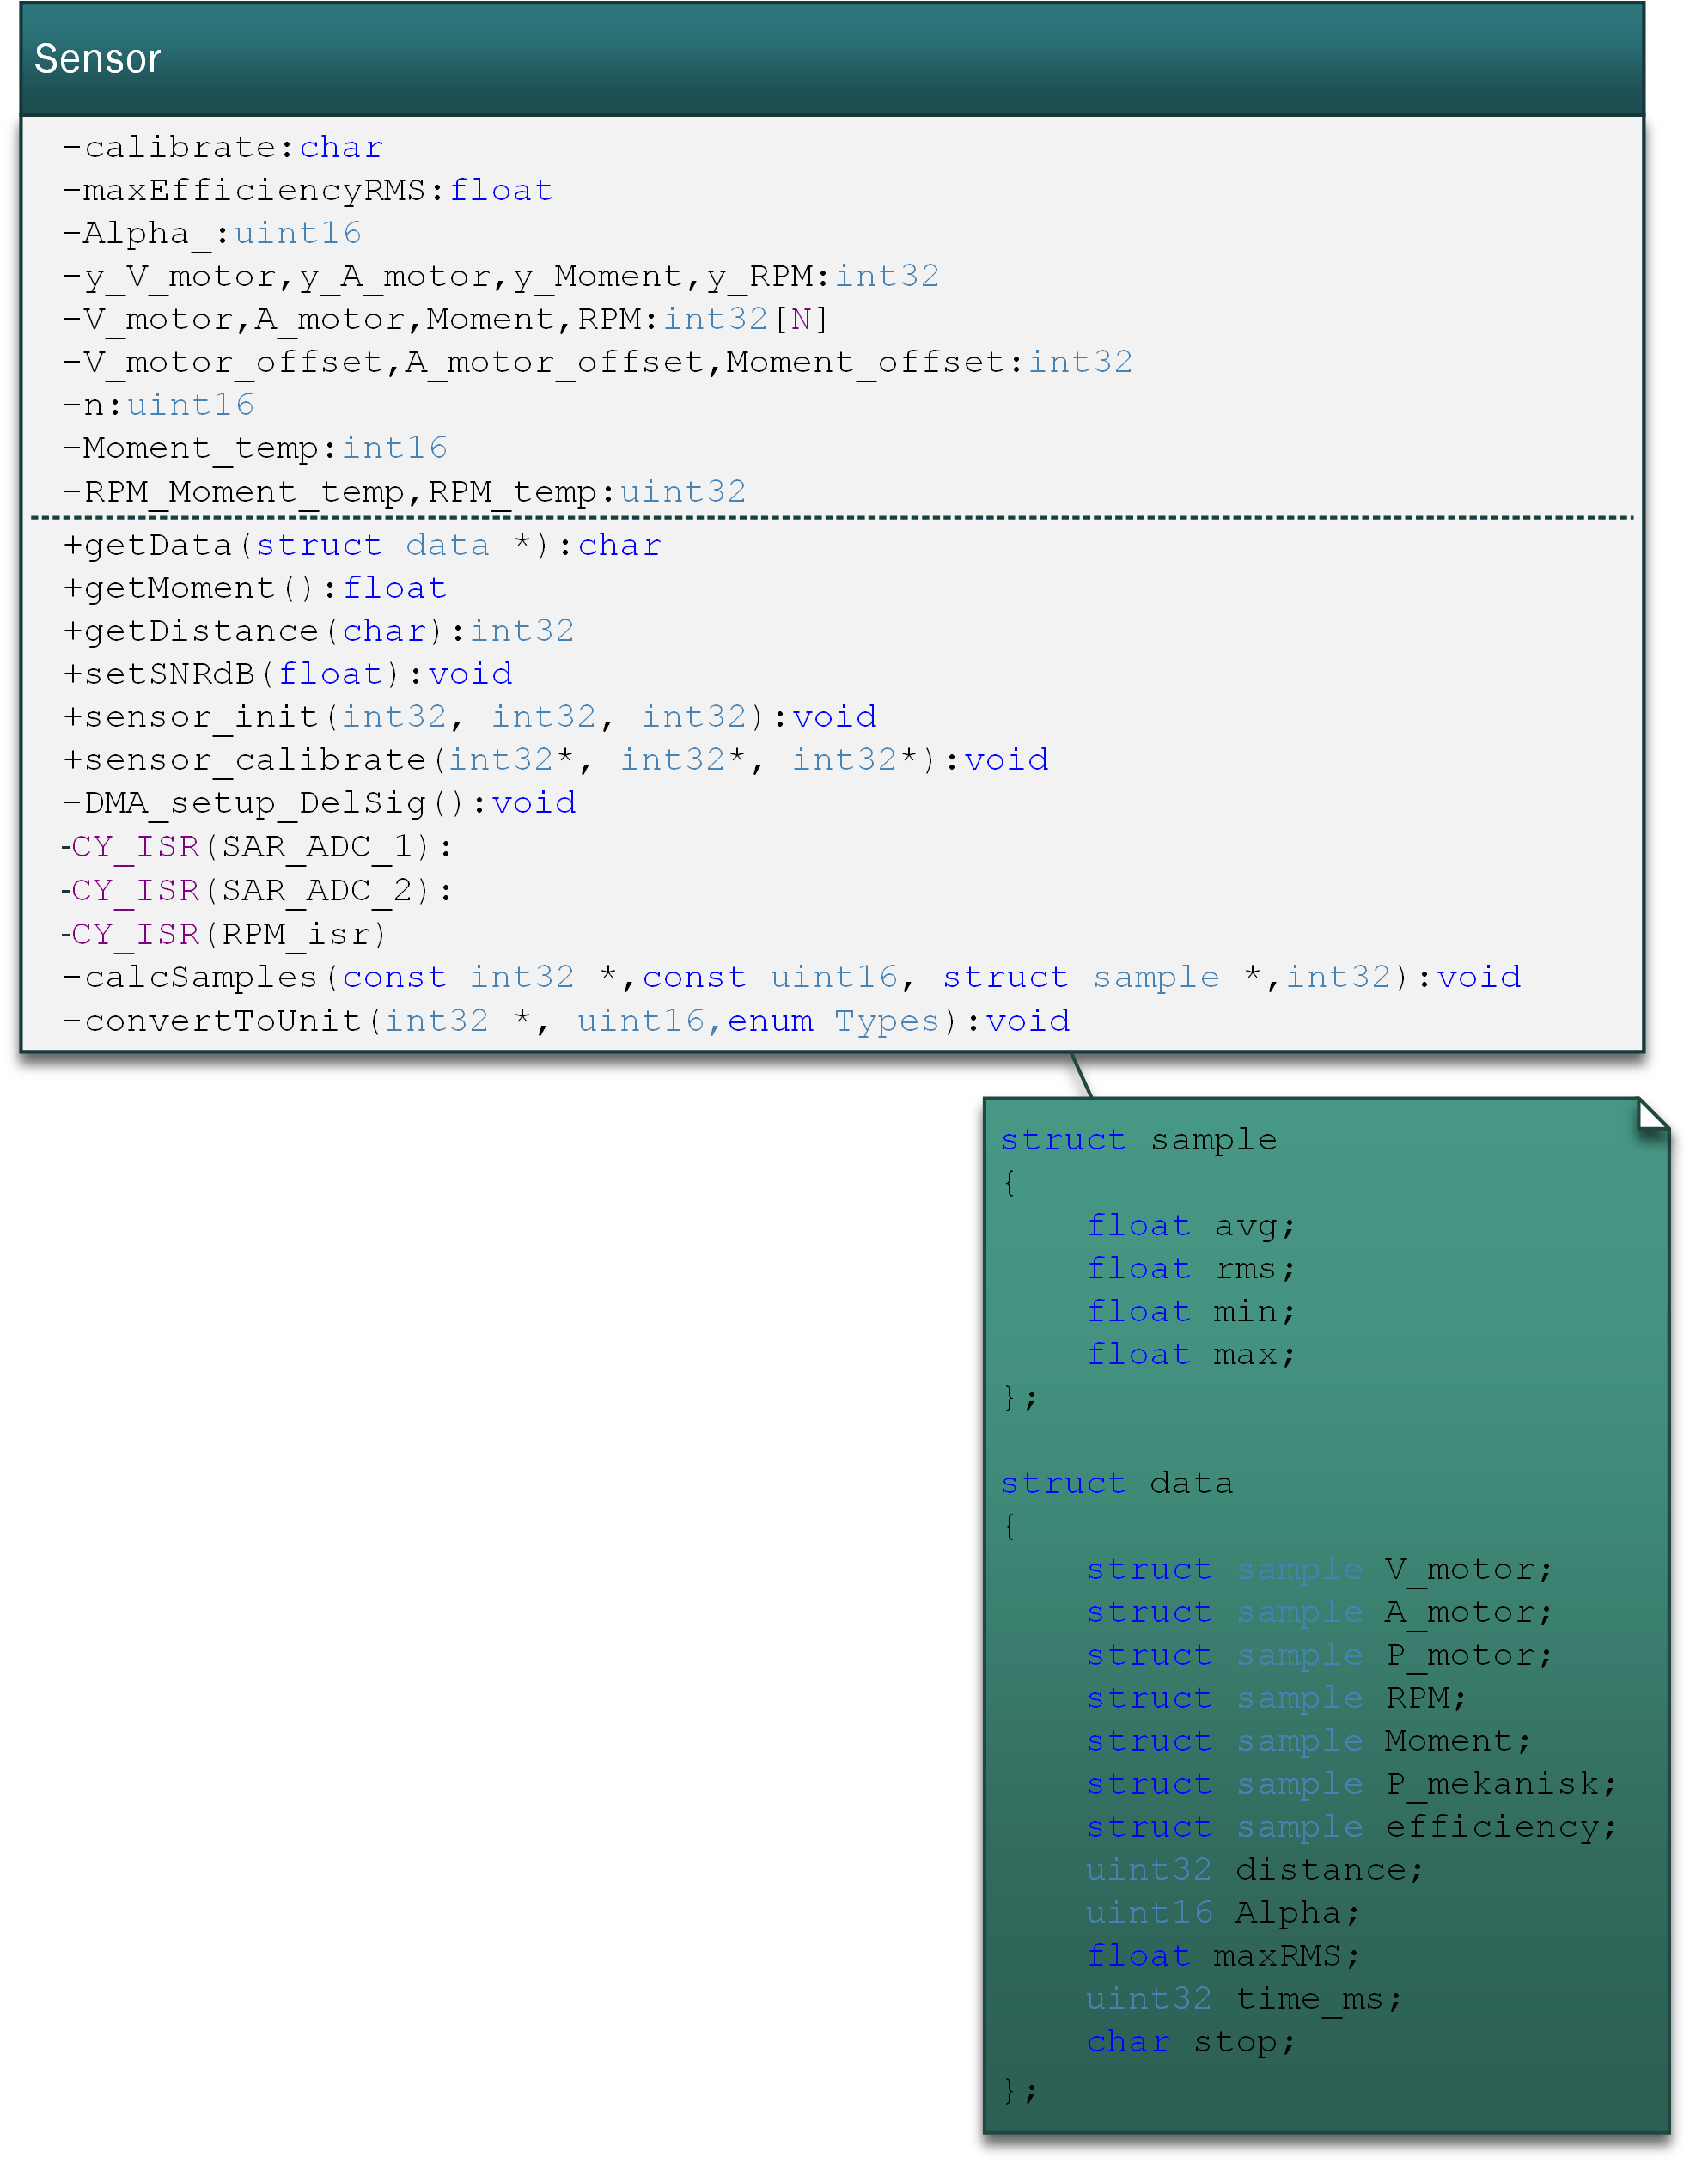 Sensor
-calibrate:char
-maxEfficiencyRMS:float
-Alpha_:uint16
-y_V_motor,y_A_motor,y_Moment,y_RPM:int32
-V_motor,A_motor,Moment,RPM:int32[N]
-V_motor_offset,A_motor_offset,Moment_offset:int32
-n:uint16
-Moment_temp:int16
-RPM_Moment_temp,RPM_temp:uint32
+getData(struct data *):char
+getMoment():float
+getDistance(char):int32
+setSNRdB(float):void
+sensor_init(int32, int32, int32):void
+sensor_calibrate(int32*, int32*, int32*):void
-DMA_setup_DelSig():void
-CY_ISR(SAR_ADC_1):
-CY_ISR(SAR_ADC_2):
-CY_ISR(RPM_isr)
-calcSamples(const int32 *,const uint16, struct sample *,int32):void
-convertToUnit(int32 *, uint16,enum Types):void
struct sample
{
float avg;
float rms;
float min;
float max;
};
struct data
{
struct sample V_motor;
struct sample A_motor;
struct sample P_motor;
struct sample RPM;
struct sample Moment;
struct sample P_mekanisk;
struct sample efficiency;
uint32 distance;
uint16 Alpha;
float maxRMS;
uint32 time_ms;
char stop;
};